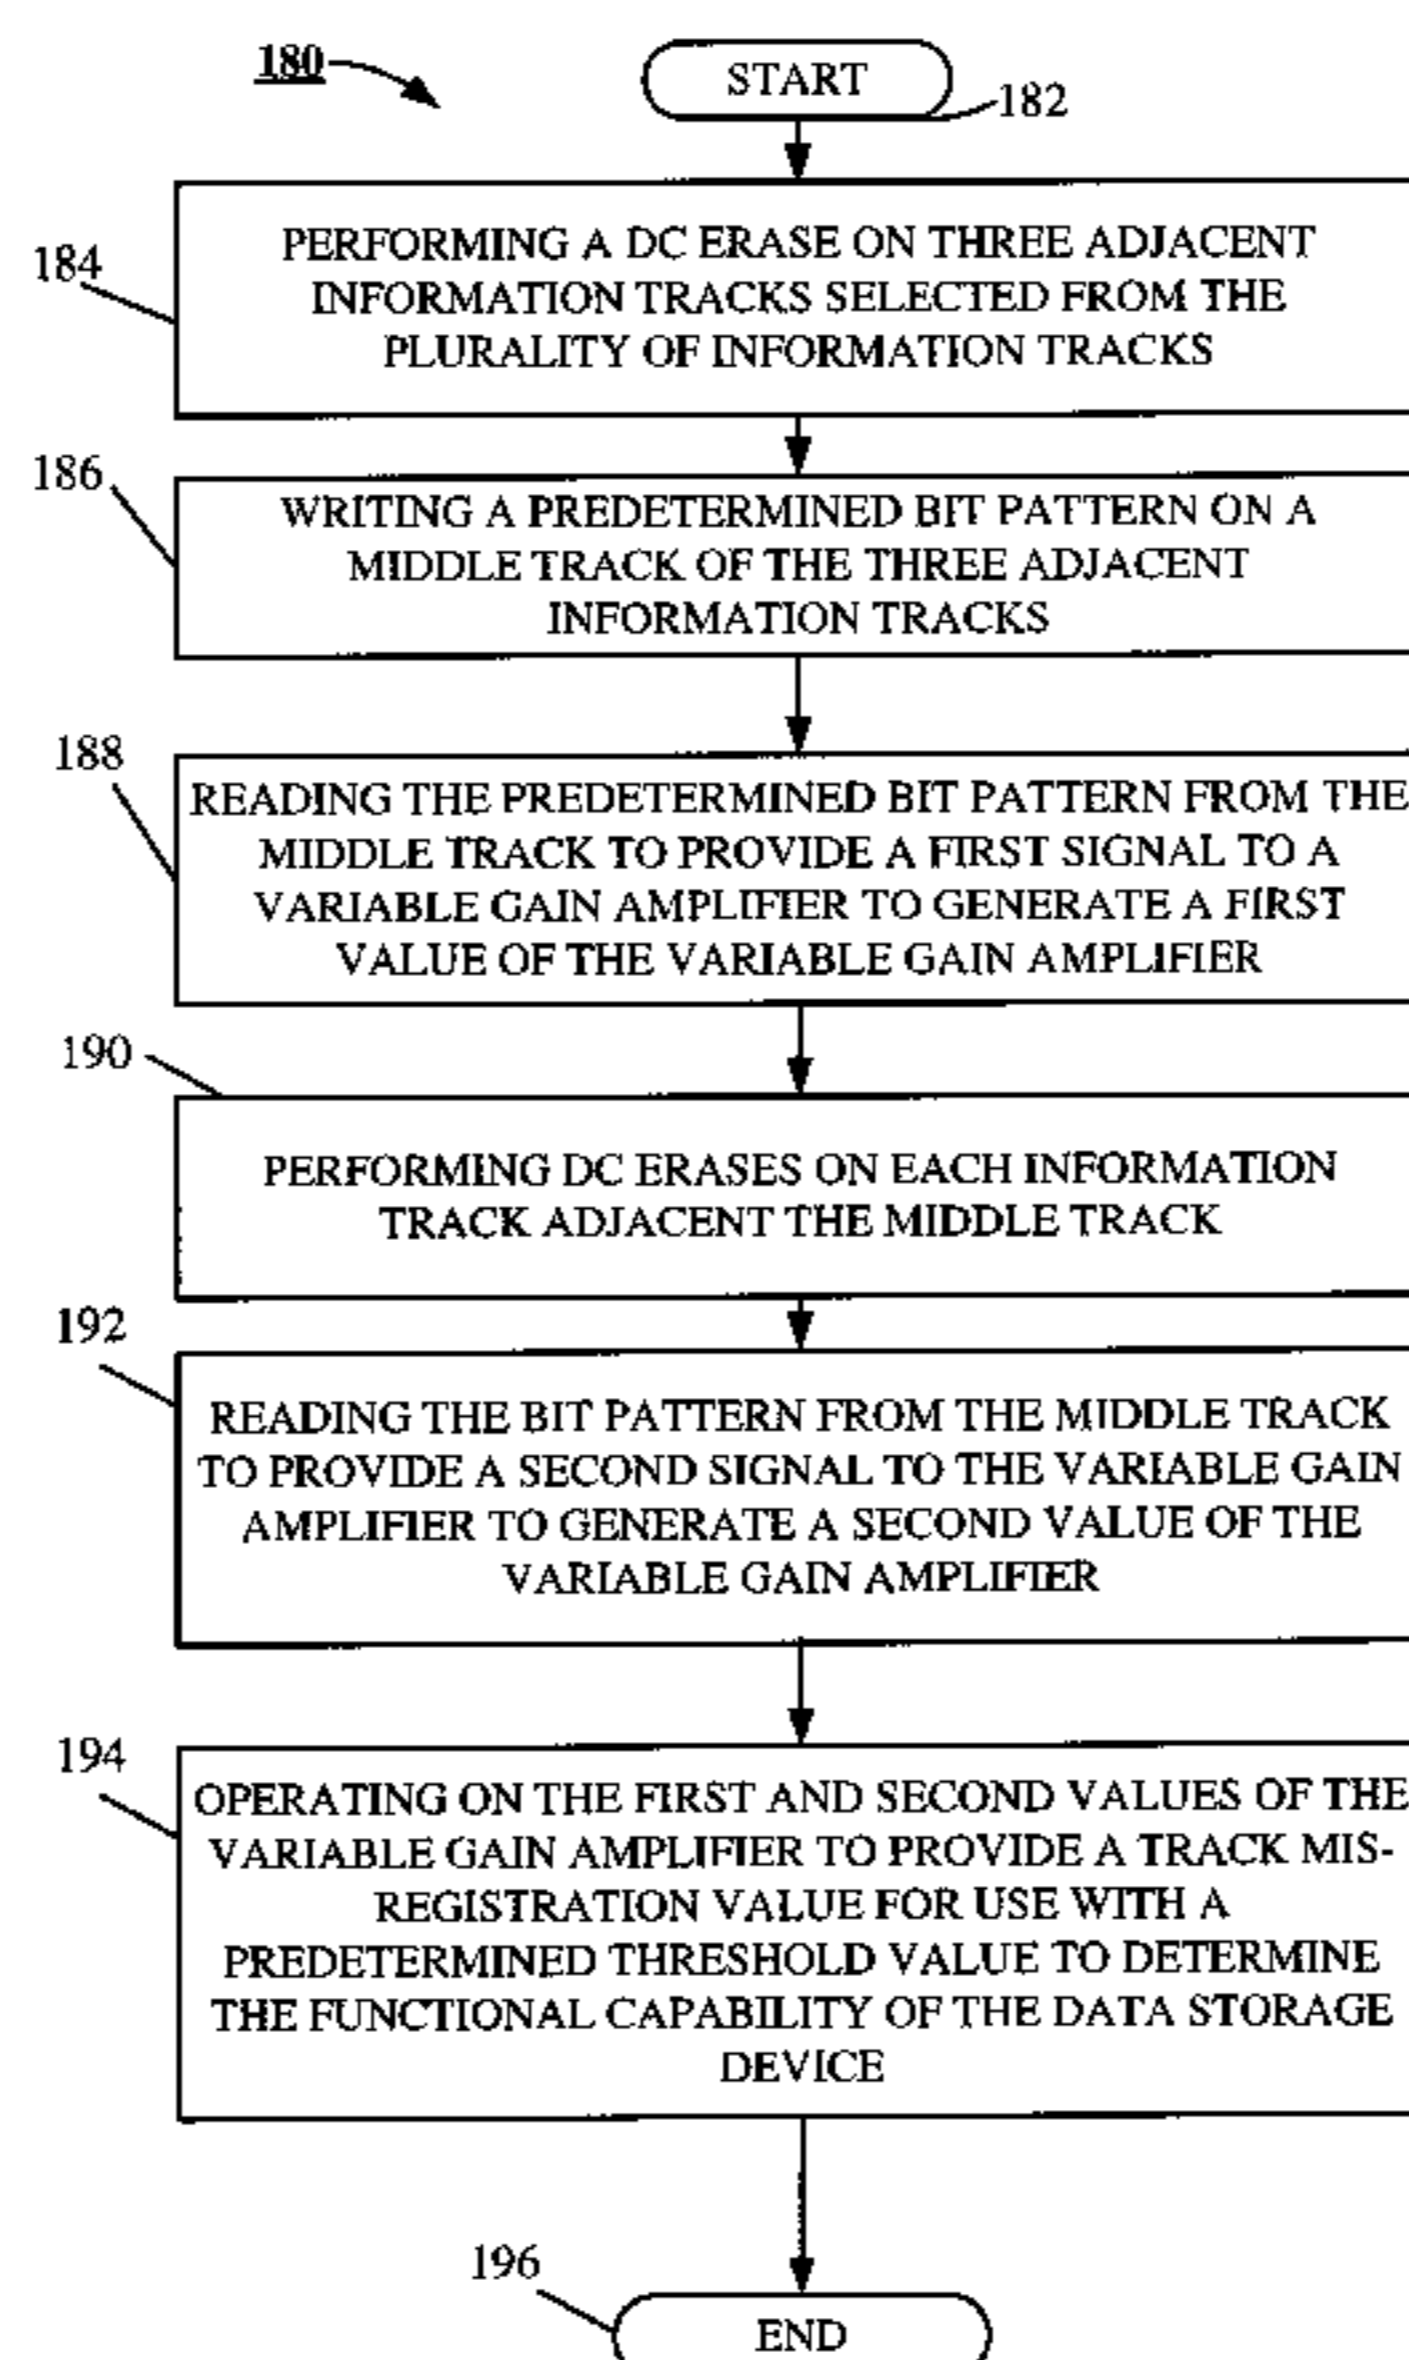 180
START
182
184
PERFORMING A DC ERASE ON THREE ADJACENT
INFORMATION TRACKS SELECTED FROM THE
PLURALITY OF INFORMATION TRACKS
186
WRITING A PREDETERMINED BIT PATTERN ON A
MIDDLE TRACK OF THE THREE ADJACENT
INFORMATION TRACKS
188
READING THE PREDETERMINED BIT PATTERN FROM THE
MIDDLE TRACK TO PROVIDE A FIRST SIGNAL TO A
VARIABLE GAIN AMPLIFIER TO GENERATE A FIRST
VALUE OF THE VARIABLE GAIN AMPLIFIER
190
PERFORMING DC ERASES ON EACH INFORMATION
TRACK ADJACENT THE MIDDLE TRACK
192
READING THE BIT PATTERN FROM THE MIDDLE TRACK
TO PROVIDE A SECOND SIGNAL TO THE VARIABLE GAIN
AMPLIFIER TO GENERATE A SECOND VALUE OF THE
VARIABLE GAIN AMPLIFIER
194
OPERATING ON THE FIRST AND SECOND VALUES OF THE
VARIABLE GAIN AMPLIFIER TO PROVIDE A TRACK MIS-
REGISTRATION VALUE FOR USE WITH A
PREDETERMINED THRESHOLD VALUE TO DETERMINE
THE FUNCTIONAL CAPABILITY OF THE DATA STORAGE
DEVICE
196
END